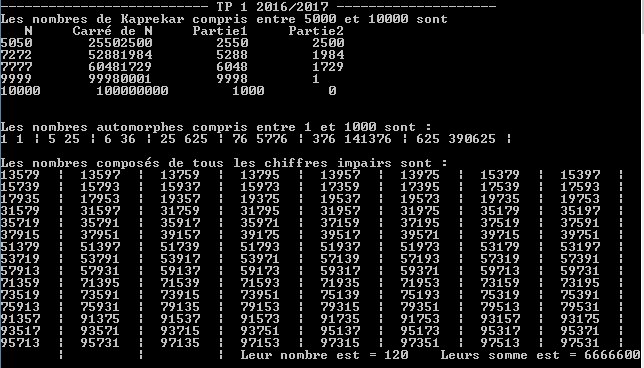 --------------------------- TP 1 2016/2017 ---------------------
Les nombres de Kaprekar compris entre 5000 et 10000 sont
N Carré de N Partie1 Partie2
5050 25502500 2550 2500
7272 52881984 5288 1984
7777 60481729 6048 1729
9999 99980001 9998 1
10000 100000000 1000 0
Les nombres automorphes compris entre 1 et 1000 sont :
1 1 ¦ 5 25 ¦ 6 36 ¦ 25 625 ¦ 76 5776 ¦ 376 141376 ¦ 625 390625 ¦
Les nombres composés de tous les chiffres impairs sont :
13579 ¦ 13597 ¦ 13759 ¦ 13795 ¦ 13957 ¦ 13975 ¦ 15379 ¦ 15397 ¦
15739 ¦ 15793 ¦ 15937 ¦ 15973 ¦ 17359 ¦ 17395 ¦ 17539 ¦ 17593 ¦
17935 ¦ 17953 ¦ 19357 ¦ 19375 ¦ 19537 ¦ 19573 ¦ 19735 ¦ 19753 ¦
31579 ¦ 31597 ¦ 31759 ¦ 31795 ¦ 31957 ¦ 31975 ¦ 35179 ¦ 35197 ¦
35719 ¦ 35791 ¦ 35917 ¦ 35971 ¦ 37159 ¦ 37195 ¦ 37519 ¦ 37591 ¦
37915 ¦ 37951 ¦ 39157 ¦ 39175 ¦ 39517 ¦ 39571 ¦ 39715 ¦ 39751 ¦
51379 ¦ 51397 ¦ 51739 ¦ 51793 ¦ 51937 ¦ 51973 ¦ 53179 ¦ 53197 ¦
53719 ¦ 53791 ¦ 53917 ¦ 53971 ¦ 57139 ¦ 57193 ¦ 57319 ¦ 57391 ¦
57913 ¦ 57931 ¦ 59137 ¦ 59173 ¦ 59317 ¦ 59371 ¦ 59713 ¦ 59731 ¦
71359 ¦ 71395 ¦ 71539 ¦ 71593 ¦ 71935 ¦ 71953 ¦ 73159 ¦ 73195 ¦
73519 ¦ 73591 ¦ 73915 ¦ 73951 ¦ 75139 ¦ 75193 ¦ 75319 ¦ 75391 ¦
75913 ¦ 75931 ¦ 79135 ¦ 79153 ¦ 79315 ¦ 79351 ¦ 79513 ¦ 79531 ¦
91357 ¦ 91375 ¦ 91537 ¦ 91573 ¦ 91735 ¦ 91753 ¦ 93157 ¦ 93175 ¦
93517 ¦ 93571 ¦ 93715 ¦ 93751 ¦ 95137 ¦ 95173 ¦ 95317 ¦ 95371 ¦
95713 ¦ 95731 ¦ 97135 ¦ 97153 ¦ 97315 ¦ 97351 ¦ 97513 ¦ 97531 ¦
¦ ¦ ¦ Leur nombre est = 120 Leurs somme est = 6666600